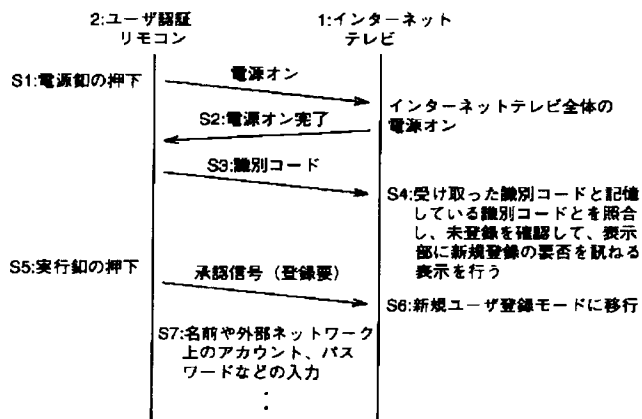 2:ユーザ認証
リモコン
1:インターネット
テレビ
S1:電源釦の押下
電源オン
インターネットテレビ全体の
電源オン
S2:電源オン完了
S3:識別コード
S4:受け取った識別コードと記憶
している識別コードとを照合
し、未登録を確認して、表示
部に新規登録の要否を訊ねる
表示を行う
S5:実行釦の押下
承認信号（登録要）
S6:新規ユーザ登録モードに移行
S7:名前や外部ネットワーク
上のアカウント、パス
ワードなどの入力